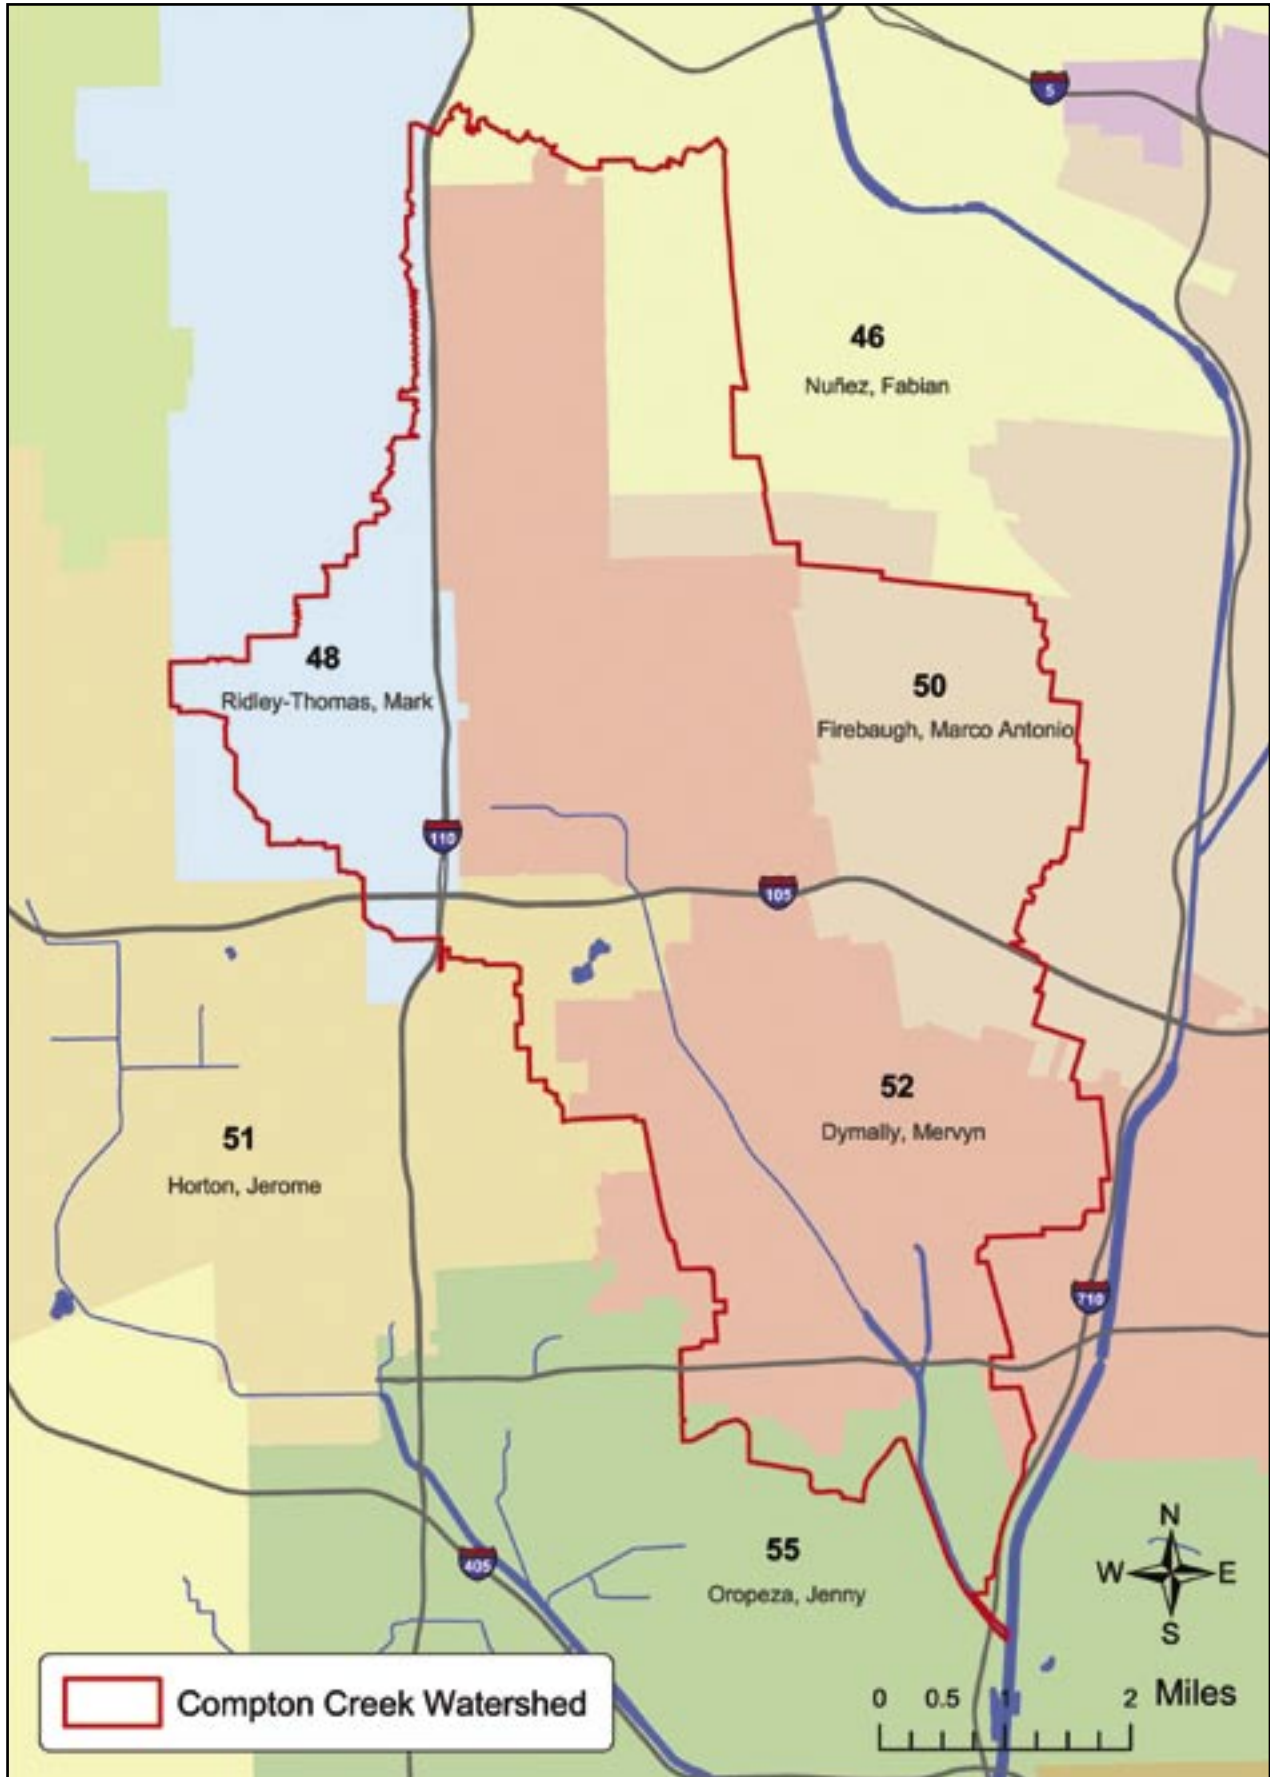 5
46
Nuñez, Fabian
48
Ridley-Thomas, Mark
50
Firebaugh, Marco Antonio
110
105
52
Dymally, Mervyn
51
Horton, Jerome
710
N
W E
S
55
Oropeza, Jenny
405
Compton Creek Watershed
0 0.5 1 2 Miles